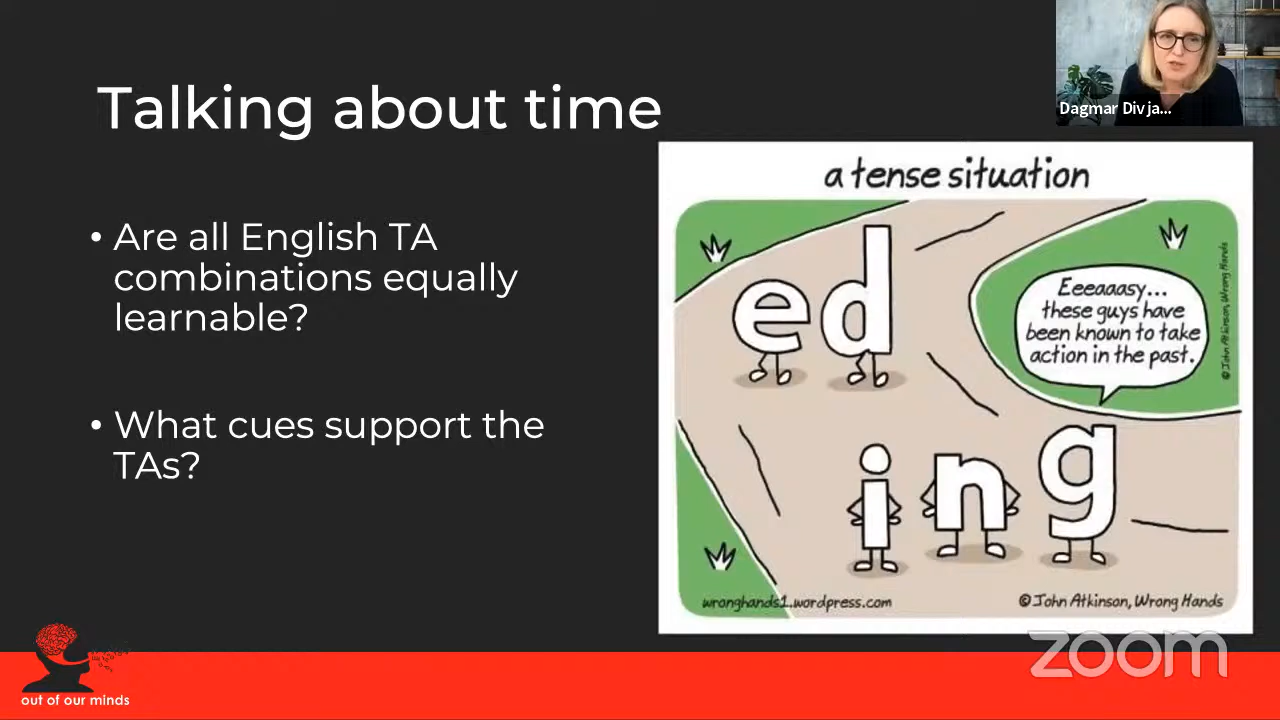 Talking about time
• Are all English TA
combinations equally
learnable?
• What cues support the
TAs?
Dagmar Divja...
a tense situation
ed
Eeeaaasy...
these guys have
been known to take
action in the past.
© John Atkinson, Wrong Hands
ing
wronghands1.wordpress.com
© John Atkinson, Wrong Hands
out of our minds
zoom